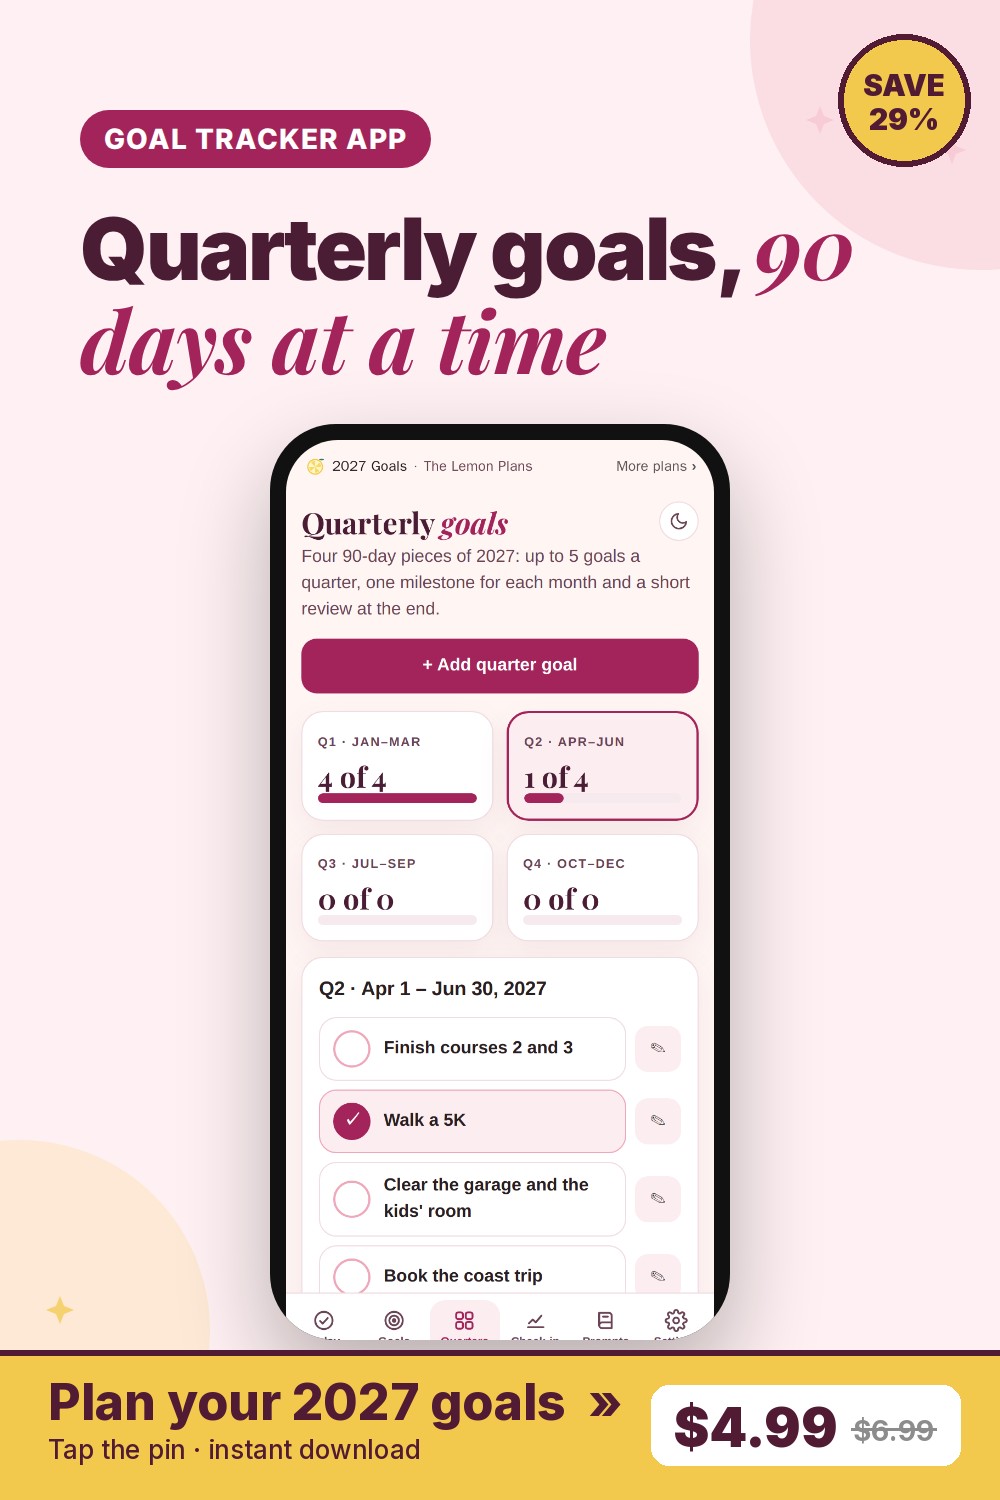 SAVE
29%
GOAL TRACKER APP
Quarterly goals, 90
days at a time
2027 Goals · The Lemon Plans
More plans ›
Quarterly goals
Four 90-day pieces of 2027: up to 5 goals a
quarter, one milestone for each month and a short
review at the end.
+ Add quarter goal
Q1 · JAN–MAR
4 of 4
Q2 · APR–JUN
1 of 4
Q3 · JUL–SEP
0 of 0
Q4 · OCT–DEC
0 of 0
Q2 · Apr 1 – Jun 30, 2027
Finish courses 2 and 3
Walk a 5K
Clear the garage and the
kids' room
Book the coast trip
Goals
Quarters
Check-in
Prompts
Plan your 2027 goals »
Tap the pin · instant download
$4.99 $6.99